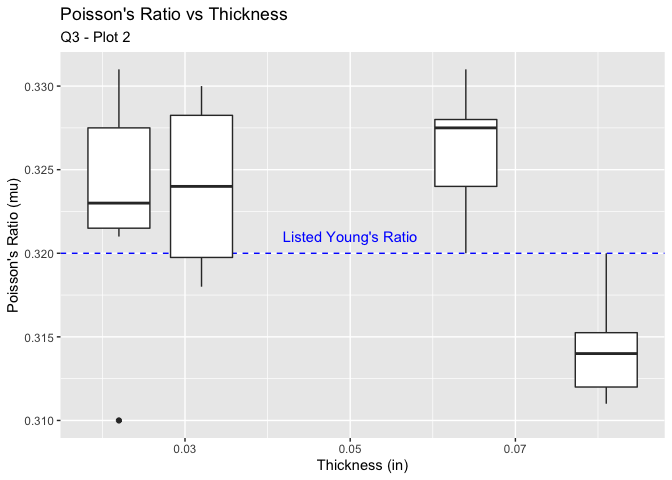 Poisson's Ratio vs Thickness
Q3 - Plot 2
0.330
0.325
Listed Young's Ratio
0.320
0.315
0.310
Poisson's Ratio (mu)
0.03 0.05 0.07
Thickness (in)